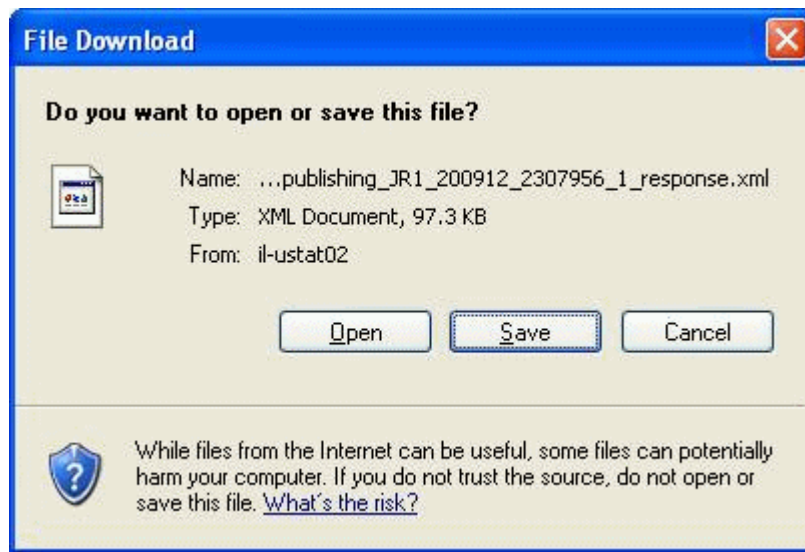 File Download
Do you want to open or save this file?
Name: ...publishing_JR1_200912_2307956_1_response.xml
Type: XML Document, 97.3 KB
From: il-ustat02
Open Save Cancel
While files from the Internet can be useful, some files can potentially
harm your computer. If you do not trust the source, do not open or
save this file. What's the risk?